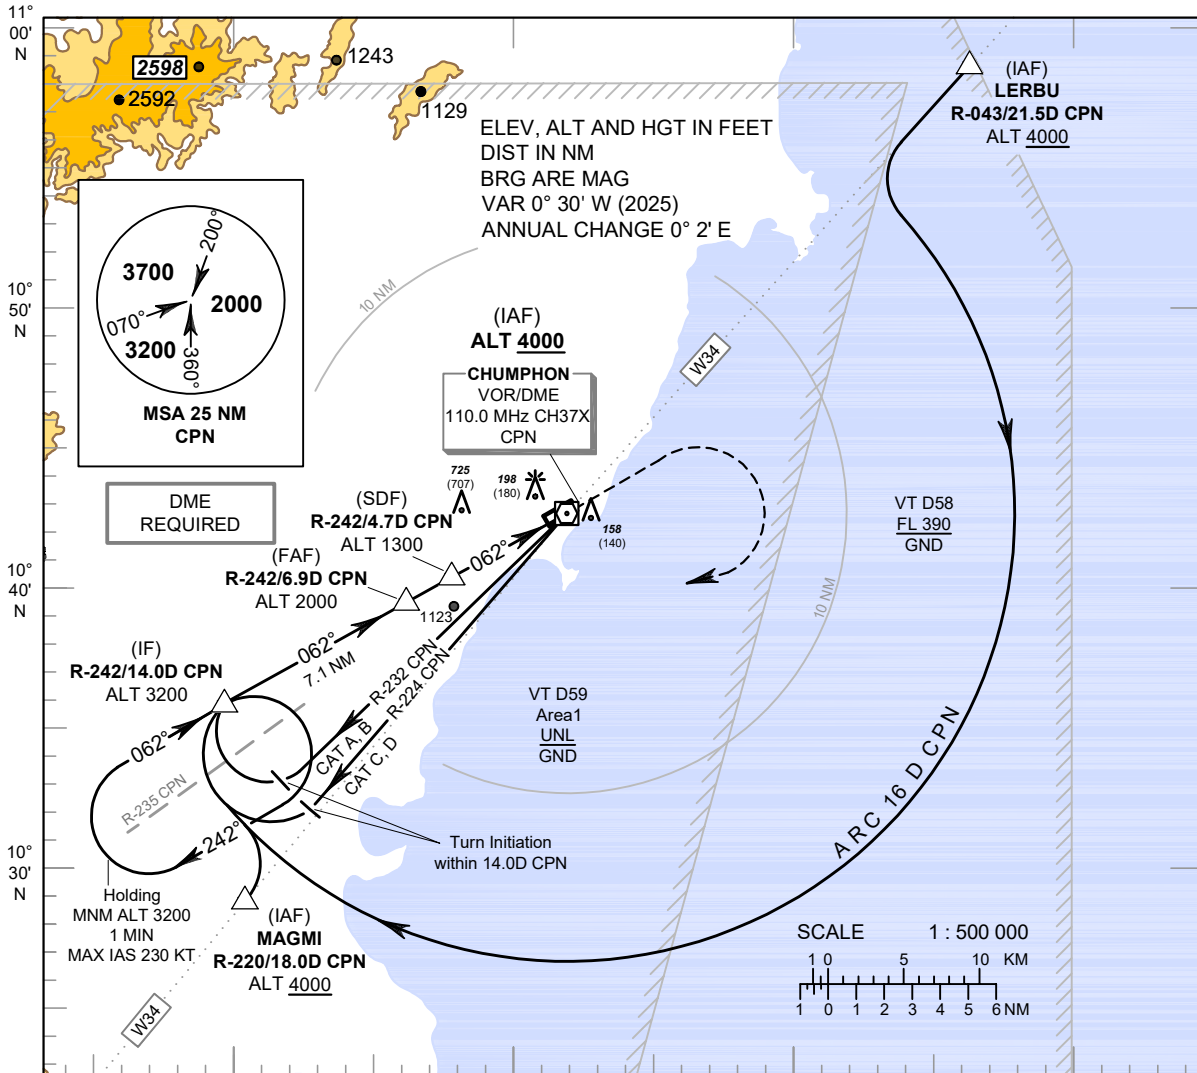 11°
00'
N
2598
2592
1243
1129
ELEV, ALT AND HGT IN FEET
DIST IN NM
BRG ARE MAG
VAR 0° 30' W (2025)
ANNUAL CHANGE 0° 2' E
(IAF)
LERBU
R-043/21.5D CPN
ALT 4000
200°
3700
2000
070°
3200
360°
MSA 25 NM
CPN
10°
50'
N
10 NM
(IAF)
ALT 4000
CHUMPHON
VOR/DME
110.0 MHz CH37X
CPN
W34
DME
REQUIRED
725
(707)
198
(180)
158
(140)
VT D58
FL 390
GND
(SDF)
R-242/4.7D CPN
ALT 1300
062°
(FAF)
R-242/6.9D CPN
ALT 2000
10°
40'
N
1123
10 NM
(IF)
R-242/14.0D CPN
ALT 3200
062°
7.1 NM
R-232 CPN
R-224 CPN
CAT A, B
CAT C, D
VT D59
Area1
UNL
GND
062°
R-235 CPN
242°
ARC 16 D CPN
Turn Initiation
within 14.0D CPN
10°
30'
N
Holding
MNM ALT 3200
1 MIN
MAX IAS 230 KT
(IAF)
MAGMI
R-220/18.0D CPN
ALT 4000
W34
SCALE 1 : 500 000
1 0 5 10 KM
1 0 1 2 3 4 5 6 NM